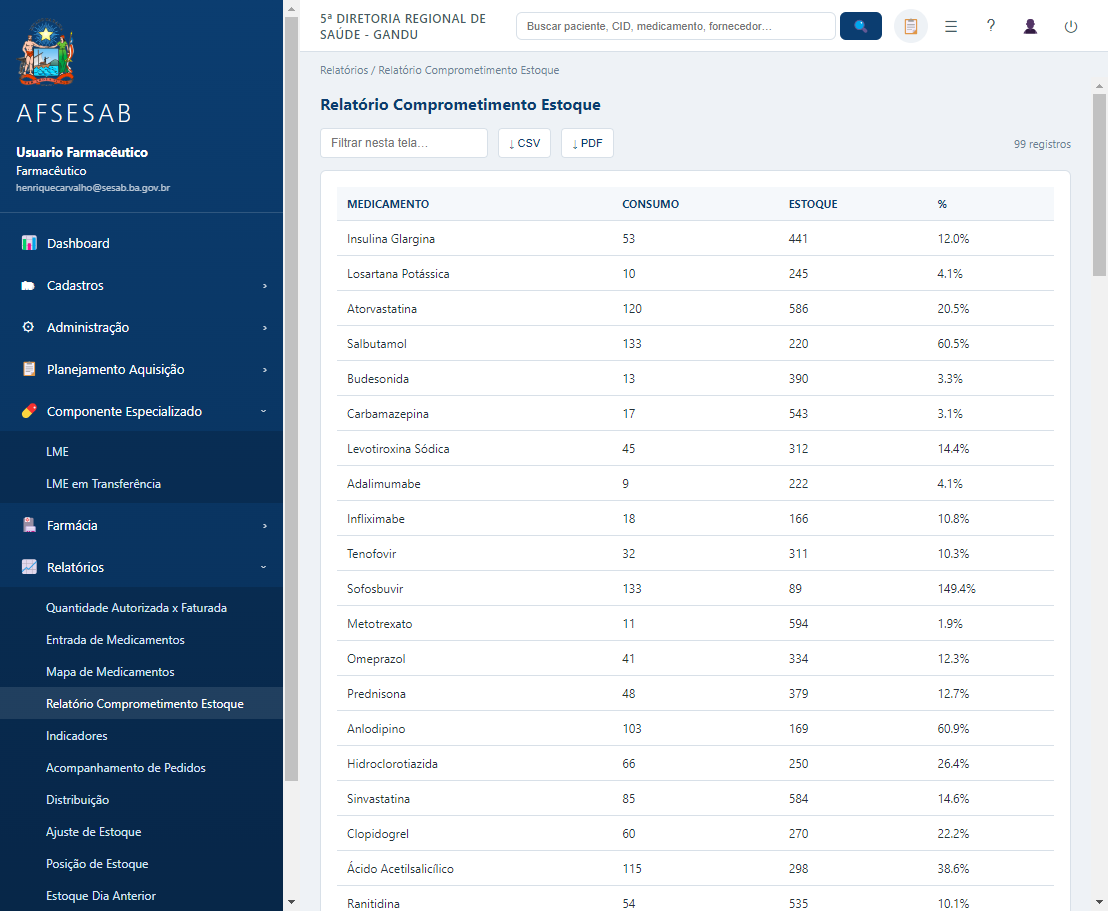 AFSESAB
Usuario Farmacêutico
Farmacêutico
henriquecarvalho@sesab.ba.gov.br
Dashboard
Cadastros
Administração
Planejamento Aquisição
Componente Especializado
LME
LME em Transferência
Farmácia
Relatórios
Quantidade Autorizada x Faturada
Entrada de Medicamentos
Mapa de Medicamentos
Relatório Comprometimento Estoque
Indicadores
Acompanhamento de Pedidos
Distribuição
Ajuste de Estoque
Posição de Estoque
Estoque Dia Anterior
5ª DIRETORIA REGIONAL DE
SAÚDE - GANDU
Buscar paciente, CID, medicamento, fornecedor...
?
Relatórios / Relatório Comprometimento Estoque
Relatório Comprometimento Estoque
Filtrar nesta tela... ↓ CSV ↓ PDF 99 registros
MEDICAMENTO CONSUMO ESTOQUE %
Insulina Glargina 53 441 12.0%
Losartana Potássica 10 245 4.1%
Atorvastatina 120 586 20.5%
Salbutamol 133 220 60.5%
Budesonida 13 390 3.3%
Carbamazepina 17 543 3.1%
Levotiroxina Sódica 45 312 14.4%
Adalimumabe 9 222 4.1%
Infliximabe 18 166 10.8%
Tenofovir 32 311 10.3%
Sofosbuvir 133 89 149.4%
Metotrexato 11 594 1.9%
Omeprazol 41 334 12.3%
Prednisona 48 379 12.7%
Anlodipino 103 169 60.9%
Hidroclorotiazida 66 250 26.4%
Sinvastatina 85 584 14.6%
Clopidogrel 60 270 22.2%
Ácido Acetilsalicílico 115 298 38.6%
Ranitidina 54 535 10.1%